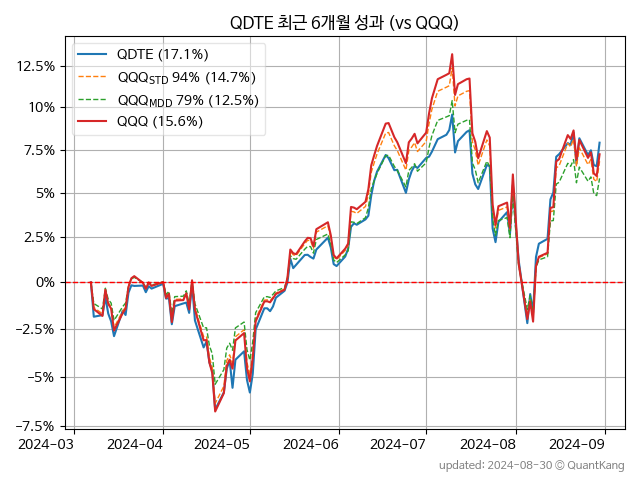 QDTE 최근 6개월 성과 (vs QQQ)
QDTE (17.1%)
QQQSTD 94% (14.7%)
QQQMDD 79% (12.5%)
QQQ (15.6%)
12.5%
10%
7.5%
5%
2.5%
0%
−2.5%
−5%
−7.5%
2024-03 2024-04 2024-05 2024-06 2024-07 2024-08 2024-09
updated: 2024-08-30 © QuantKang